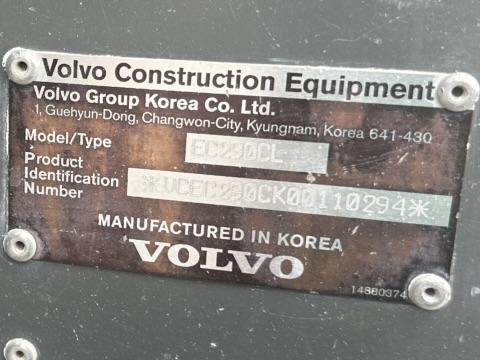 Volvo Construction Equipment
Volvo Group Korea Co. Ltd.
1, Guehyun-Dong, Changwon-City, Kyungnam, Korea 641-430
Model/Type EC290CL
Product
Identification *KVCEC290CK00110294*
Number
MANUFACTURED IN KOREA
VOLVO
14880374